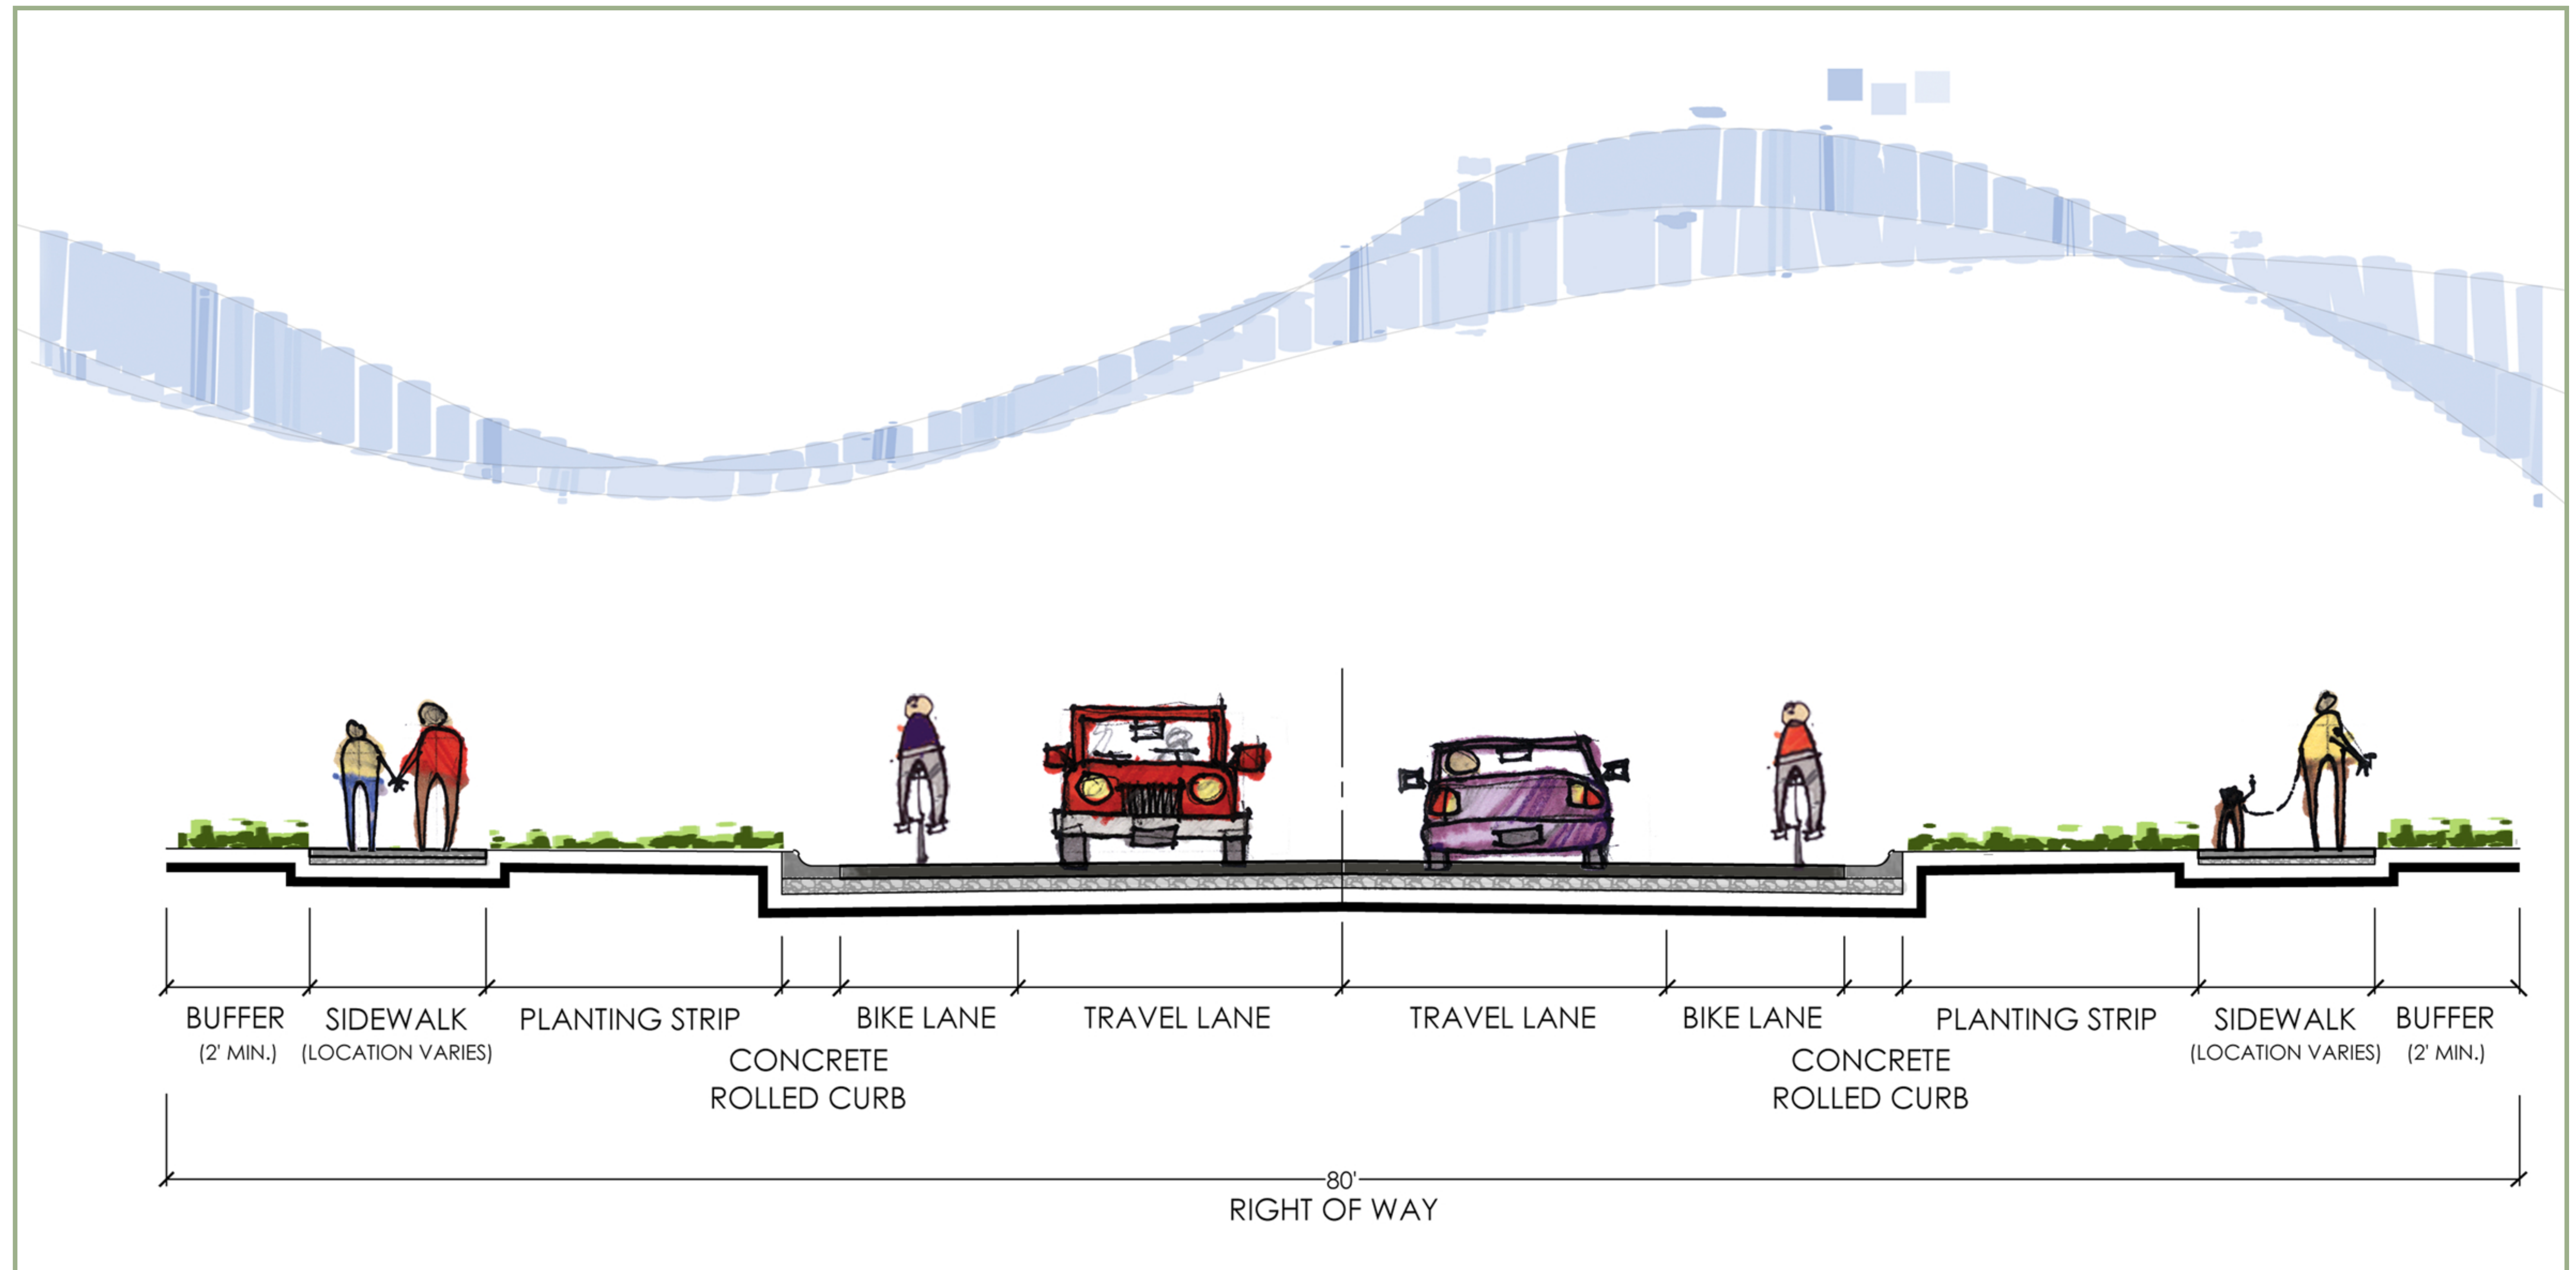 BUFFER
(2' MIN.)
SIDEWALK
(LOCATION VARIES)
PLANTING STRIP
CONCRETE
ROLLED CURB
BIKE LANE
TRAVEL LANE
TRAVEL LANE
BIKE LANE
CONCRETE
ROLLED CURB
PLANTING STRIP
SIDEWALK
(LOCATION VARIES)
BUFFER
(2' MIN.)
80'
RIGHT OF WAY